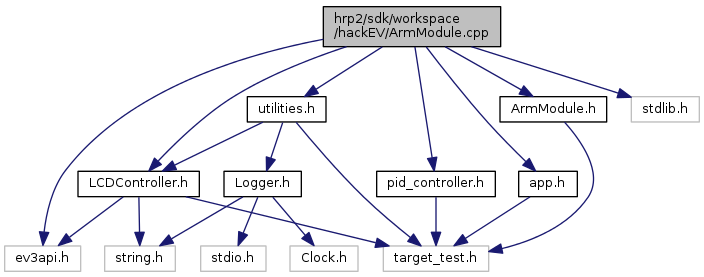 hrp2/sdk/workspace
/hackEV/ArmModule.cpp
utilities.h
ArmModule.h
stdlib.h
LCDController.h
Logger.h
pid_controller.h
app.h
ev3api.h
string.h
stdio.h
Clock.h
target_test.h